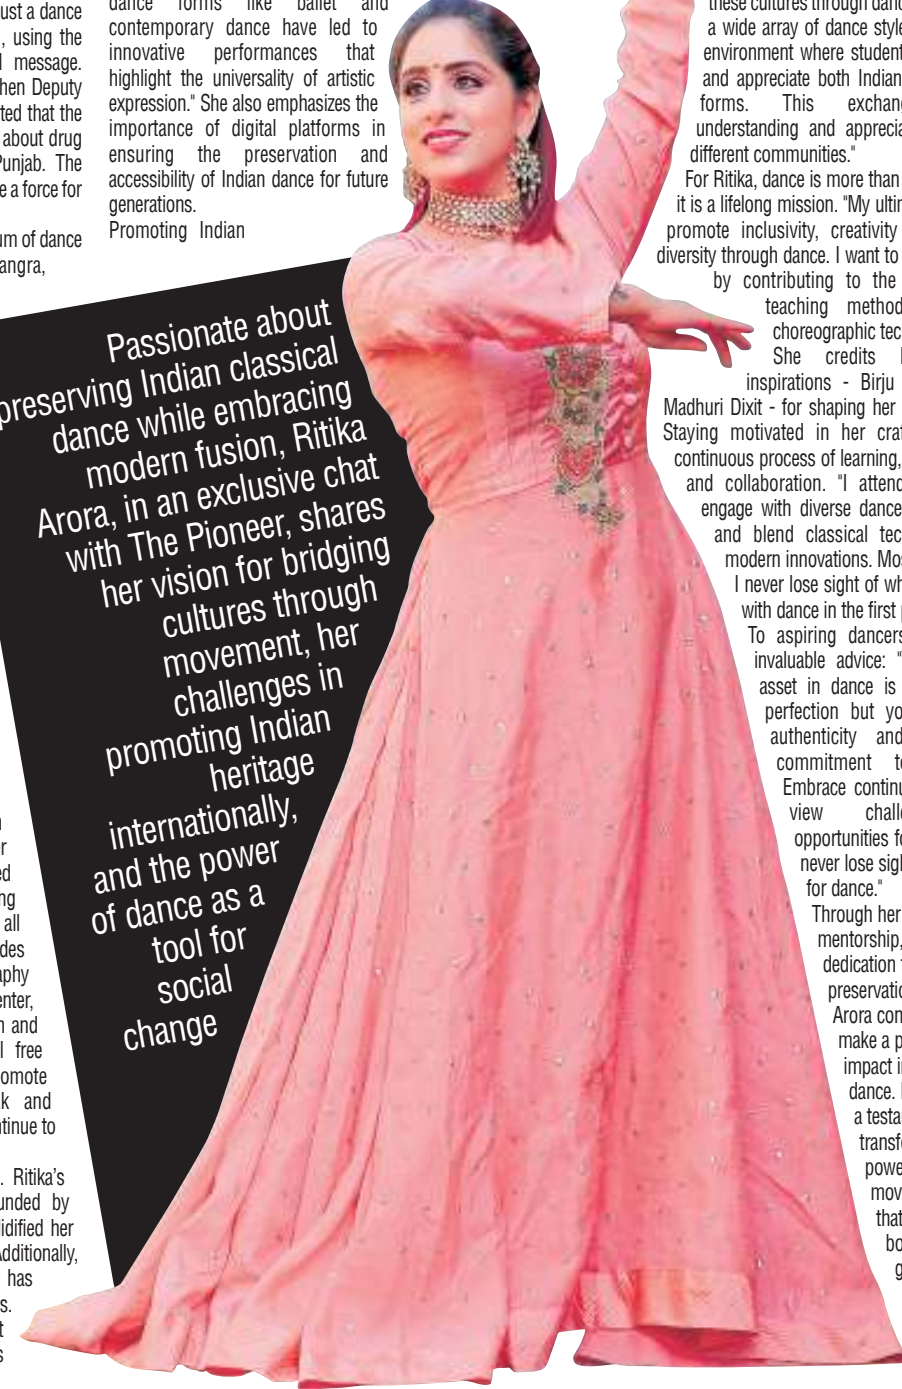 ust a dance
, using the
l message.
hen Deputy
ted that the
about drug
Punjab. The
e a force for
um of dance
angra,
r
ed
ng
all
des
aphy
enter,
n and
l free
omote
k and
ntinue to
. Ritika's
unded by
lidified her
Additionally,
has
s.
t
s
dance forms like ballet and
contemporary dance have led to
innovative performances that
highlight the universality of artistic
expression." She also emphasizes the
importance of digital platforms in
ensuring the preservation and
accessibility of Indian dance for future
generations.
Promoting Indian
Passionate about
preserving Indian classical
dance while embracing
modern fusion, Ritika
Arora, in an exclusive chat
with The Pioneer, shares
her vision for bridging
cultures through
movement, her
challenges in
promoting Indian
heritage
internationally,
and the power
of dance as a
tool for
social
change
these cultures through danc
a wide array of dance style
environment where student
and appreciate both Indian
forms. This exchang
understanding and apprecia
different communities."
For Ritika, dance is more than
it is a lifelong mission. "My ultim
promote inclusivity, creativity
diversity through dance. I want to
by contributing to the
teaching method
choreographic tec
She credits
inspirations - Birju
Madhuri Dixit - for shaping her
Staying motivated in her craf
continuous process of learning,
and collaboration. "I attend
engage with diverse dance
and blend classical tec
modern innovations. Mos
I never lose sight of wh
with dance in the first p
To aspiring dancers
invaluable advice: "
asset in dance is
perfection but yo
authenticity and
commitment to
Embrace continu
view challe
opportunities fo
never lose sigh
for dance."
Through her
mentorship,
dedication t
preservatio
Arora con
make a p
impact i
dance.
a testa
transfo
powe
mov
that
bo
g